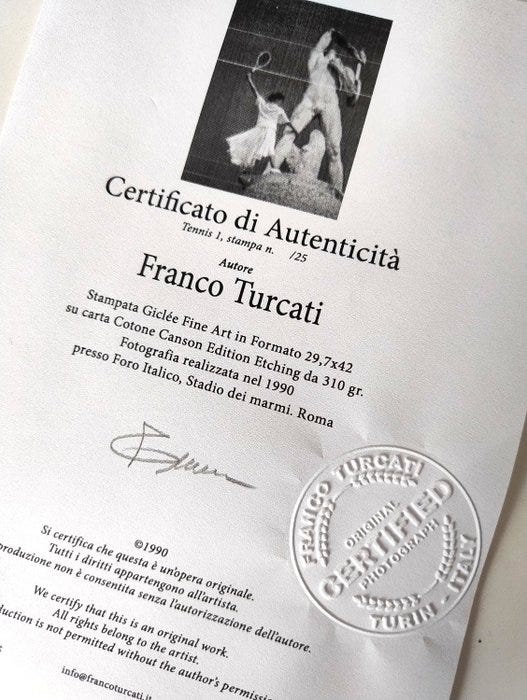 Certificato di Autenticità
Tennis 1, stampa n. /25
Autore
Franco Turcati
Stampata Giclée Fine Art in Formato 29,7x42
su carta Cotone Canson Edition Etching da 310 gr.
Fotografia realizzata nel 1990
presso Foro Italico, Stadio dei marmi. Roma
FRANCO TURCATI
ORIGINAL
CERTIFIED
PHOTOGRAPH
TURIN - ITALY
©1990
Si certifica che questa è un'opera originale.
Tutti i diritti appartengono all'artista.
produzione non è consentita senza l'autorizzazione dell'autore.
We certify that this is an original work.
All rights belong to the artist.
duction is not permitted without the author's permissio
info@francoturcati.it